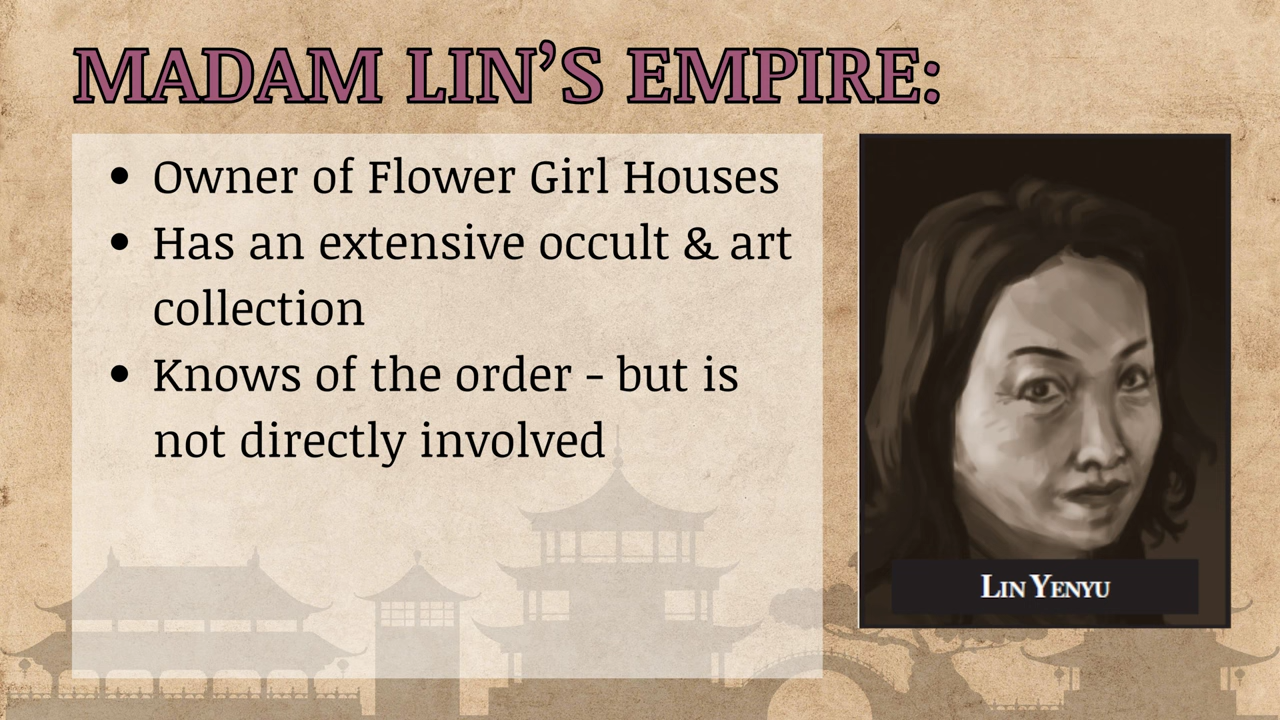 MADAM LIN'S EMPIRE:
• Owner of Flower Girl Houses
• Has an extensive occult & art
collection
• Knows of the order - but is
not directly involved
LIN YENYU